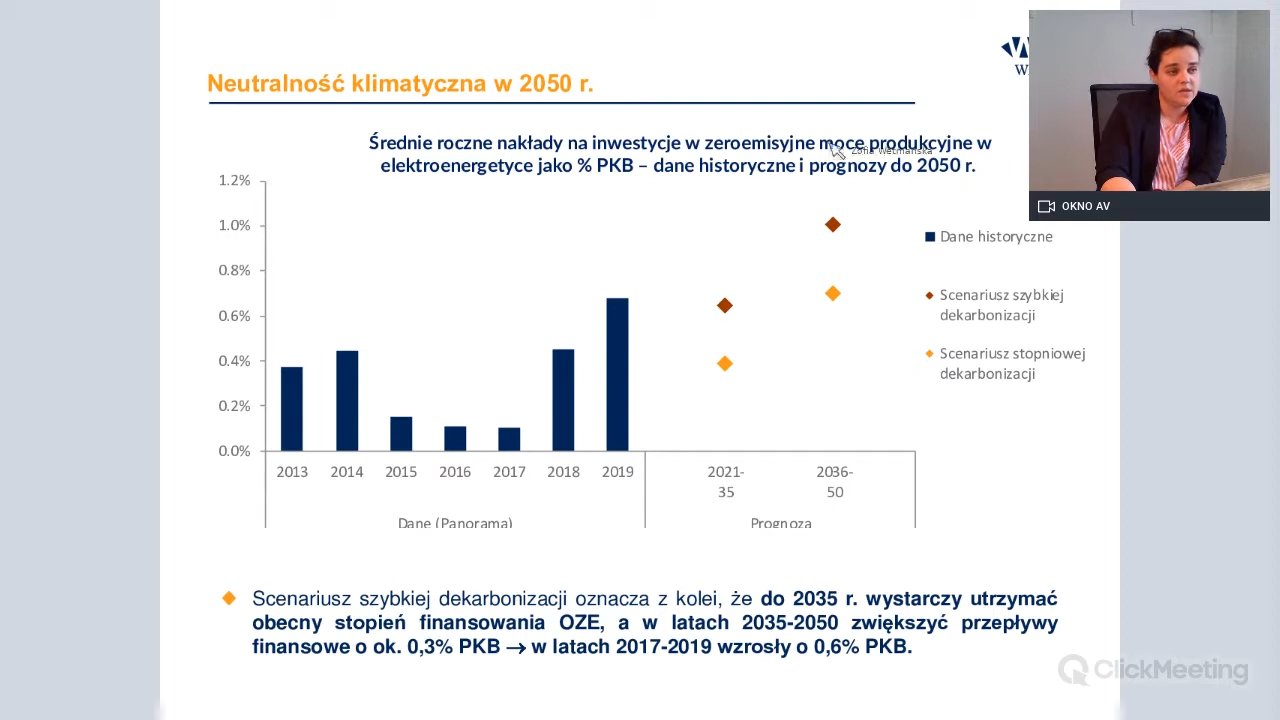 Neutralność klimatyczna w 2050 r.
W
Średnie roczne nakłady na inwestycje w zeroemisyjne moce produkcyjne w
elektroenergetyce jako % PKB – dane historyczne i prognozy do 2050 r.
Zofia Wetmańska
OKNO AV
1.2%
1.0%
0.8%
0.6%
0.4%
0.2%
0.0%
2013 2014 2015 2016 2017 2018 2019 2021- 2036-
35 50
Dane (Panorama) Prognoza
Dane historyczne
Scenariusz szybkiej
dekarbonizacji
Scenariusz stopniowej
dekarbonizacji
Scenariusz szybkiej dekarbonizacji oznacza z kolei, że do 2035 r. wystarczy utrzymać
obecny stopień finansowania OZE, a w latach 2035-2050 zwiększyć przepływy
finansowe o ok. 0,3% PKB → w latach 2017-2019 wzrosły o 0,6% PKB.
ClickMeeting